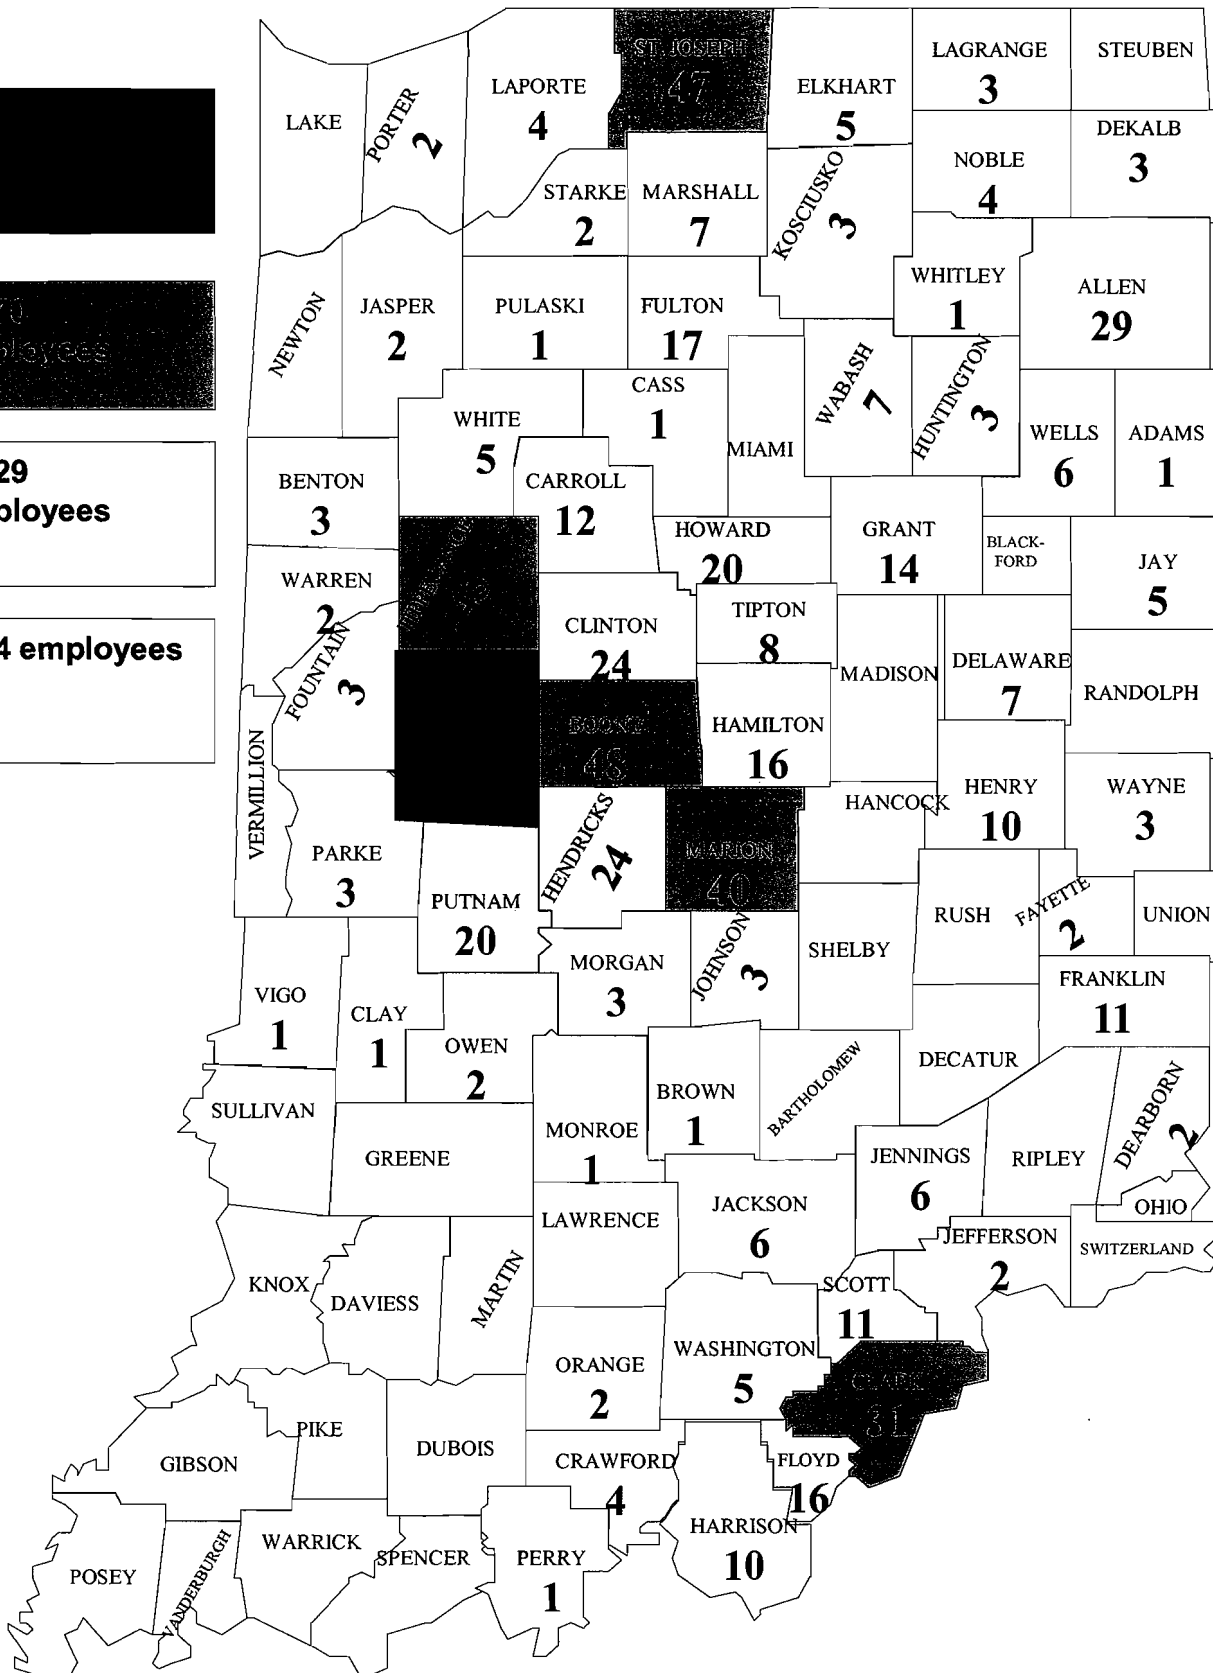 ST. JOSEPH
47
LAGRANGE
3
STEUBEN
LAPORTE
4
ELKHART
5
LAKE
PORTER
2
DEKALB
3
NOBLE
4
STARKE
2
MARSHALL
7
KOSCIUSKO
3
WHITLEY
1
ALLEN
29
NEWTON
JASPER
2
PULASKI
1
FULTON
17
ployees
CASS
1
WABASH
7
HUNTINGTON
3
WHITE
5
MIAMI
WELLS
6
ADAMS
1
29
ployees
BENTON
3
CARROLL
12
HOWARD
20
GRANT
14
BLACK-
FORD
JAY
5
WARREN
2
TIPTON
8
CLINTON
24
4 employees
FOUNTAIN
3
MADISON
DELAWARE
7
RANDOLPH
BOONE
48
HAMILTON
16
VERMILLION
HENRY
10
WAYNE
3
HANCOCK
HENDRICKS
24
MARION
40
PARKE
3
PUTNAM
20
RUSH
FAYETTE
2
UNION
SHELBY
JOHNSON
3
MORGAN
3
FRANKLIN
11
VIGO
1
CLAY
1
OWEN
2
DECATUR
BROWN
1
BARTHOLOMEW
DEARBORN
2
SULLIVAN
MONROE
1
GREENE
JENNINGS
6
RIPLEY
OHIO
JACKSON
6
LAWRENCE
JEFFERSON
2
SWITZERLAND
KNOX
DAVIESS
MARTIN
SCOTT
11
WASHINGTON
5
ORANGE
2
CLARK
31
PIKE
DUBOIS
GIBSON
CRAWFORD
4
FLOYD
16
HARRISON
10
WARRICK
SPENCER
PERRY
1
POSEY
VANDERBURGH